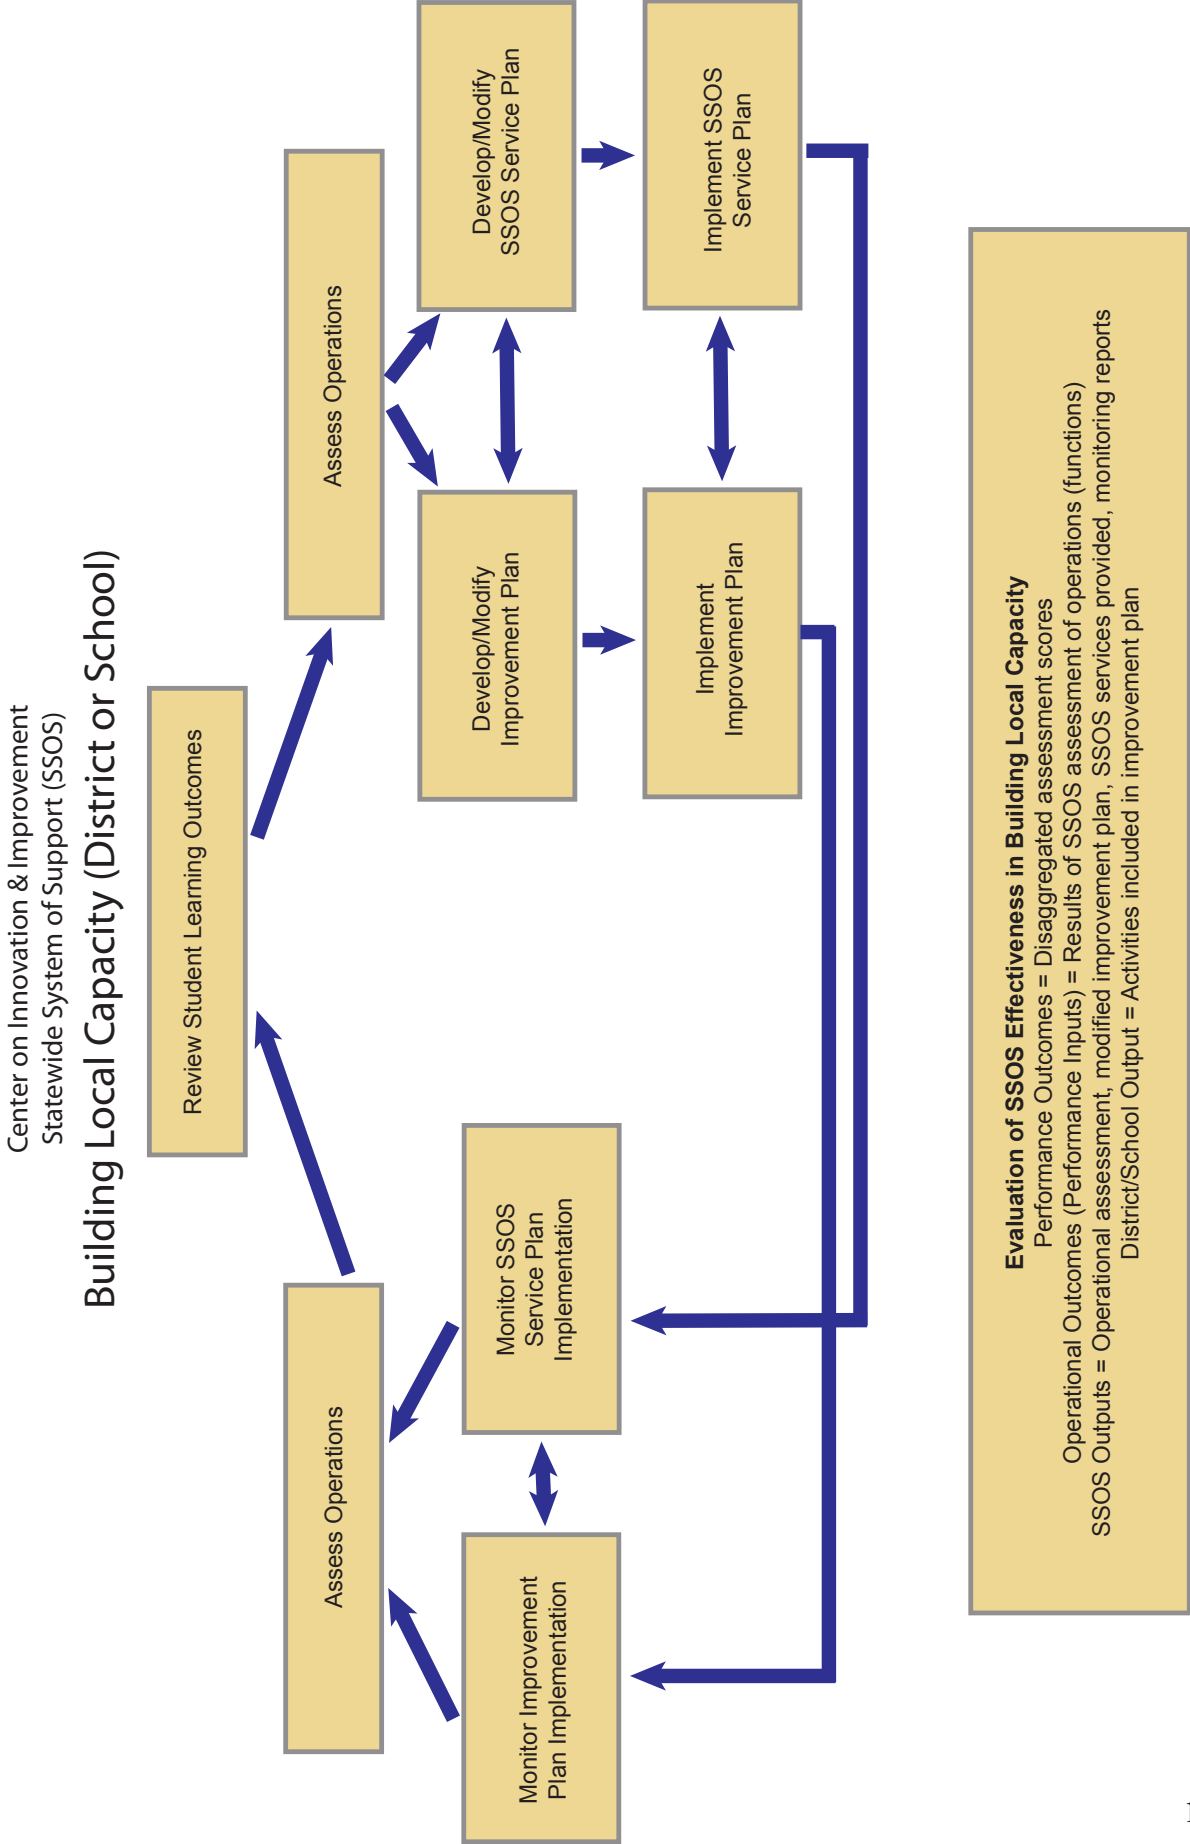 Center on Innovation & Improvement
Statewide System of Support (SSOS)
Building Local Capacity (District or School)
Review Student Learning Outcomes
Assess Operations
Assess Operations
Monitor Improvement
Plan Implementation
Monitor SSOS
Service Plan
Implementation
Develop/Modify
Improvement Plan
Develop/Modify
SSOS Service Plan
Implement
Improvement Plan
Implement SSOS
Service Plan
Evaluation of SSOS Effectiveness in Building Local Capacity
Performance Outcomes = Disaggregated assessment scores
Operational Outcomes (Performance Inputs) = Results of SSOS assessment of operations (functions)
SSOS Outputs = Operational assessment, modified improvement plan, SSOS services provided, monitoring reports
District/School Output = Activities included in improvement plan